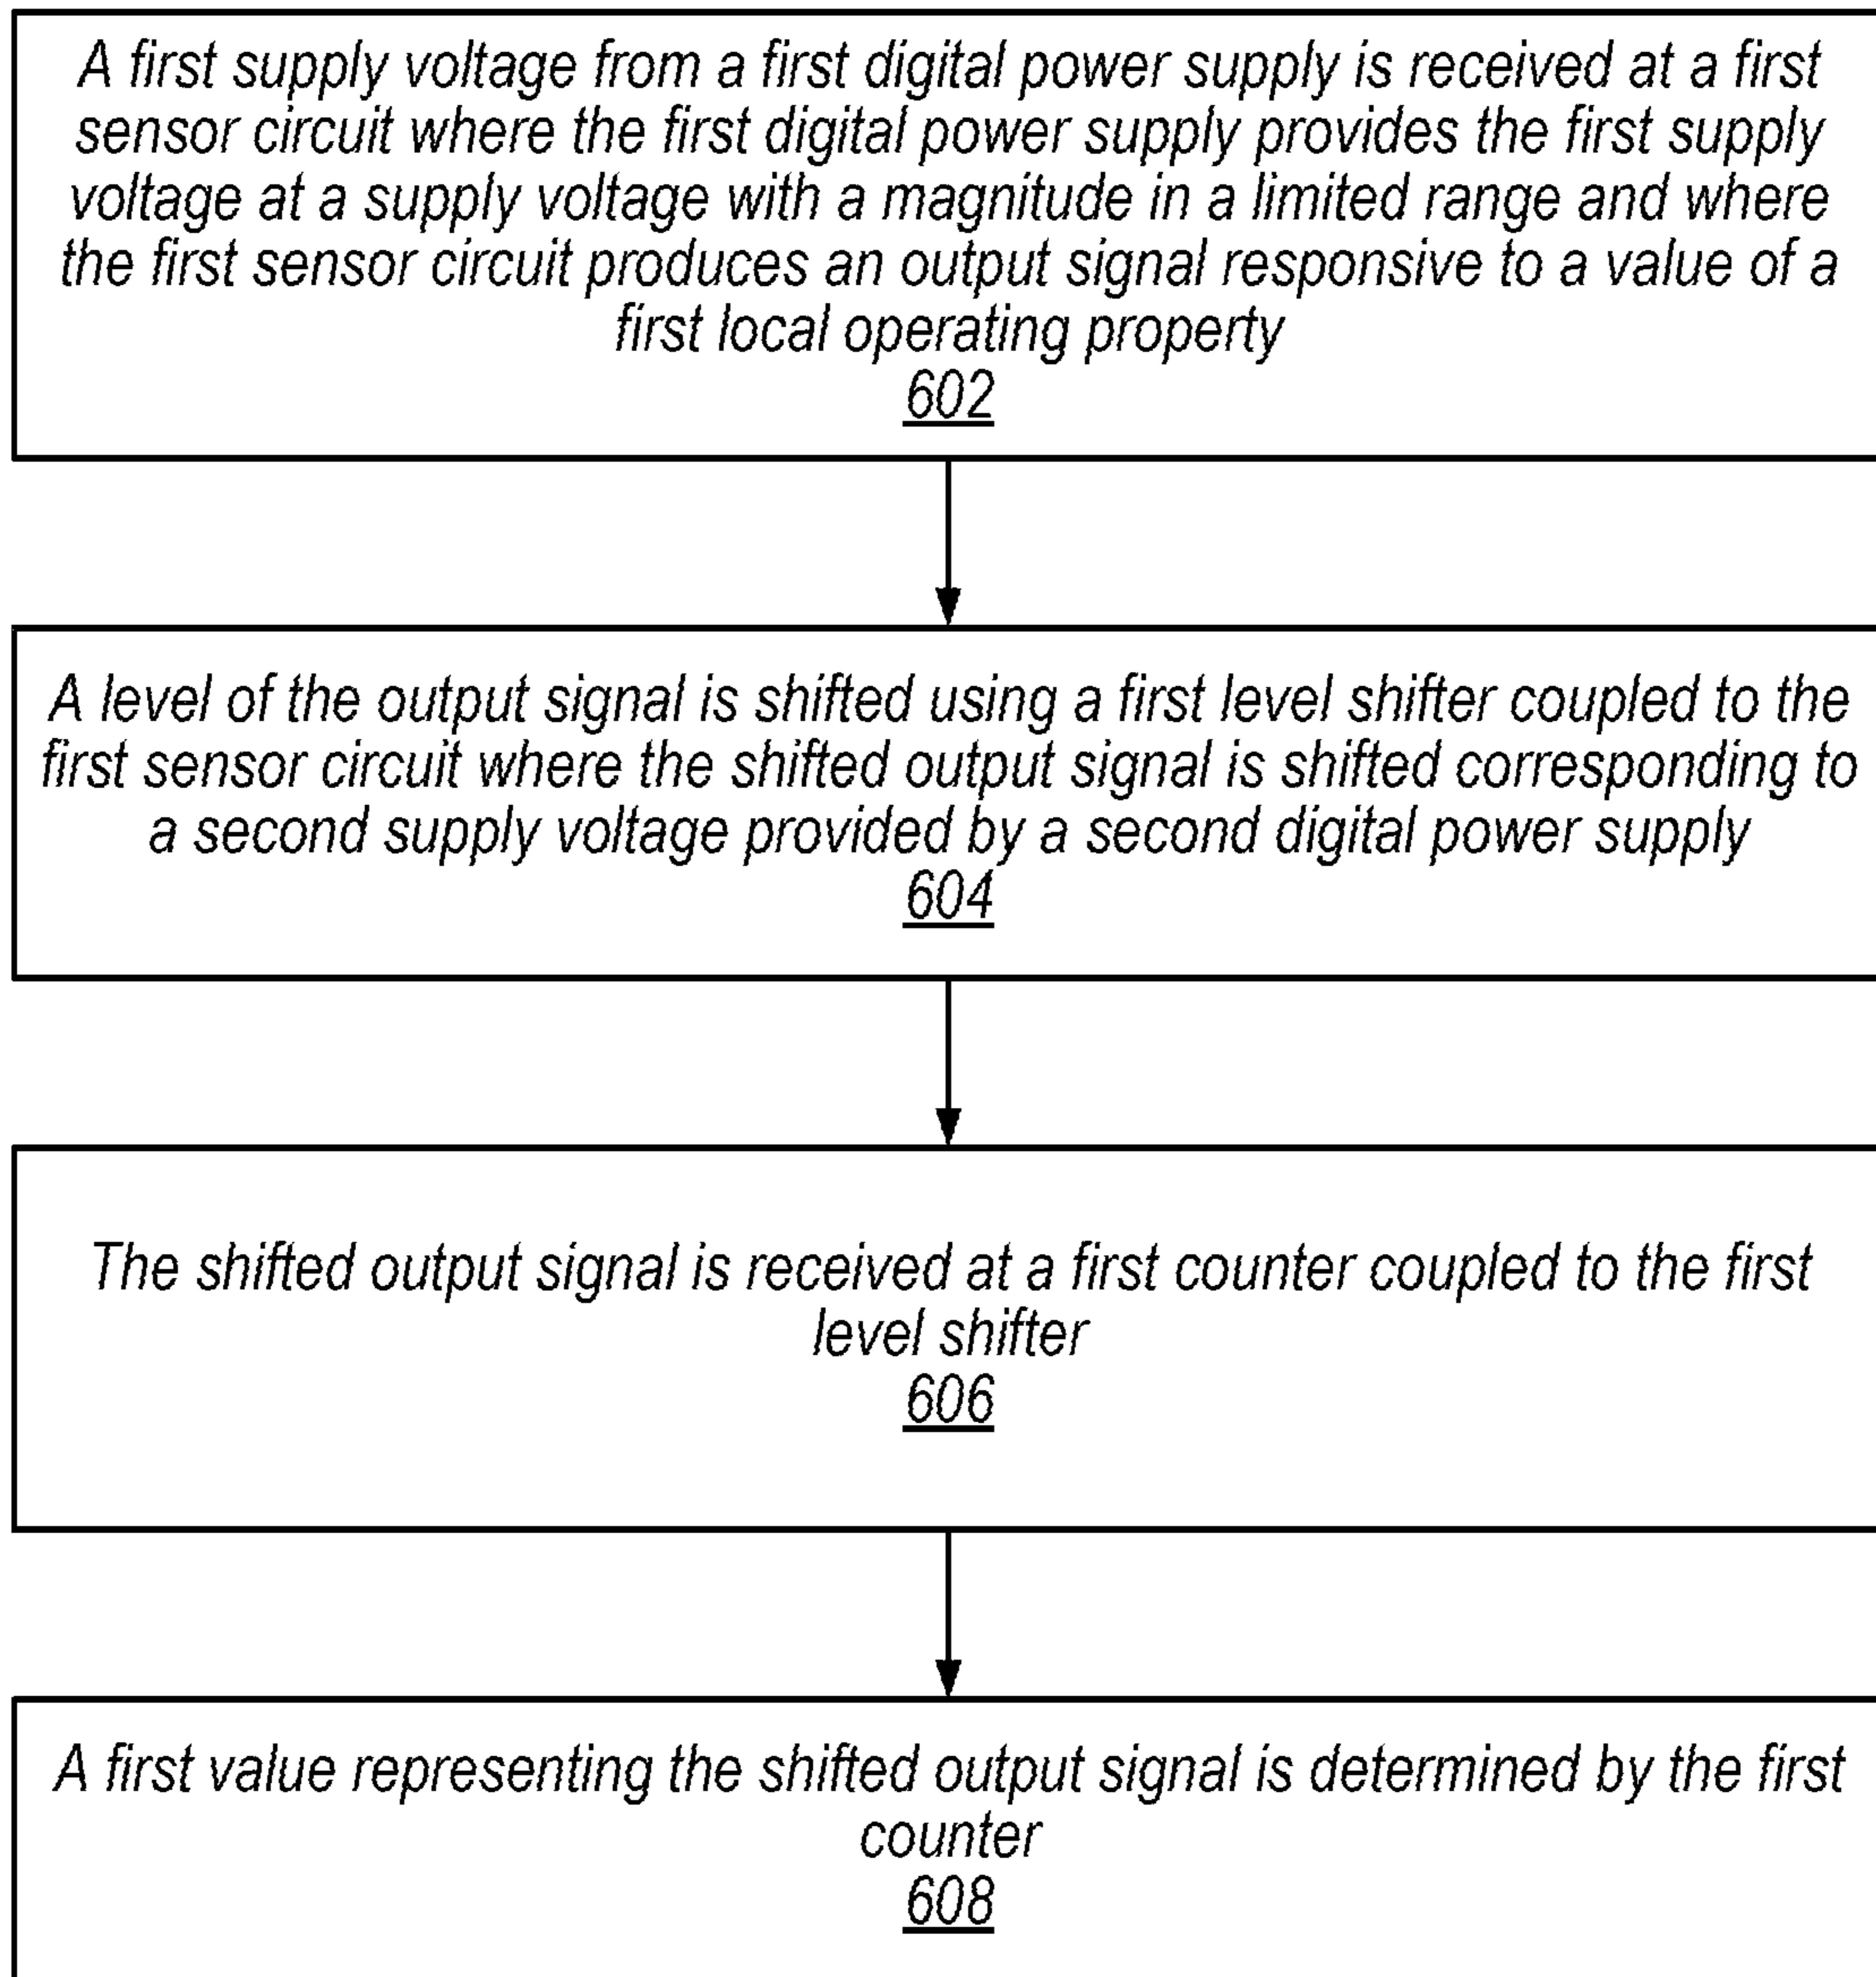 A first supply voltage from a first digital power supply is received at a first
sensor circuit where the first digital power supply provides the first supply
voltage at a supply voltage with a magnitude in a limited range and where
the first sensor circuit produces an output signal responsive to a value of a
first local operating property
602
A level of the output signal is shifted using a first level shifter coupled to the
first sensor circuit where the shifted output signal is shifted corresponding to
a second supply voltage provided by a second digital power supply
604
The shifted output signal is received at a first counter coupled to the first
level shifter
606
A first value representing the shifted output signal is determined by the first
counter
608